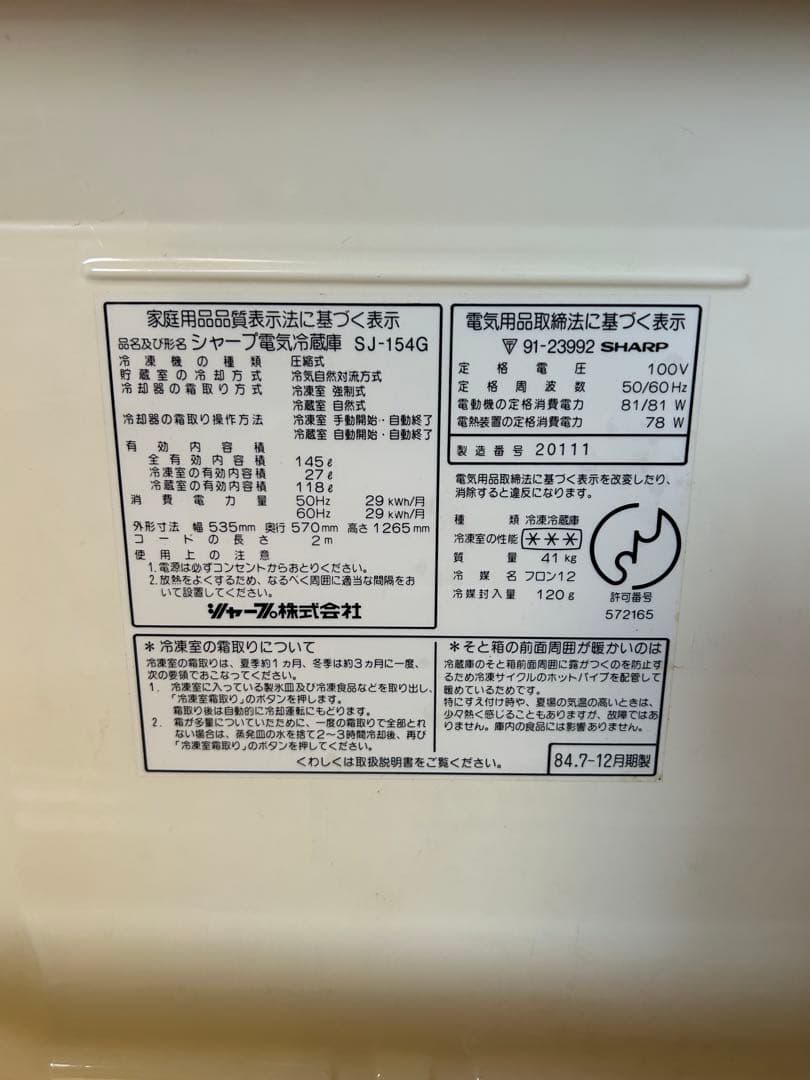 家庭用品品質表示法に基づく表示
品名及び形名 シャープ電気冷蔵庫 SJ-154G
冷凍機の種類 圧縮式
貯蔵室の冷却方式 冷気自然対流方式
冷却器の霜取り方式 冷凍室 強制式
冷蔵室 自然式
冷却器の霜取り操作方法 冷凍室 手動開始・自動終了
冷蔵室 自動開始・自動終了
有効内容積
全有効内容積 145ℓ
冷凍室の有効内容積 27ℓ
冷蔵室の有効内容積 118ℓ
消費電力量 50Hz 29 kWh/月
60Hz 29 kWh/月
外形寸法 幅 535mm 奥行 570mm 高さ 1265mm
コードの長さ 2m
使用上の注意
1.電源は必ずコンセントからおとりください。
2.放熱をよくするため、なるべく周囲に適当な間隔をお
いて設置してください。
シャープ株式会社
電気用品取締法に基づく表示
▽ 91-23992 SHARP
定格電圧 100V
定格周波数 50/60Hz
電動機の定格消費電力 81/81 W
電熱装置の定格消費電力 78 W
製造番号 20111
電気用品取締法に基づく表示を改変したり、
消除すると違反になります。
種類 冷凍冷蔵庫
冷凍室の性能 ***
質量 41 kg
冷媒名 フロン12
冷媒封入量 120g
許可番号
572165
*冷凍室の霜取りについて
冷凍室の霜取りは、夏季約1ヵ月、冬季は約3ヵ月に一度、
次の要領でおこなってください。
1. 冷凍室に入っている製氷皿及び冷凍食品などを取り出し、
「冷凍室霜取り」のボタンを押します。
霜取り後は自動的に冷却運転にもどります。
2. 霜が多量についていたために、一度の霜取りで全部とれ
ない場合は、蒸発皿の水を捨て2〜3時間冷却後、再び
「冷凍室霜取り」のボタンを押してください。
*そと箱の前面周囲が暖かいのは
冷蔵庫のそと箱前面周囲に露がつくのを防止す
るため冷凍サイクルのホットパイプを配管して
暖めているためです。
特にすえ付け時や、夏場の気温の高いときは、
少々熱く感じることもありますが、故障ではあ
りません。庫内の食品には影響ありません。
くわしくは取扱説明書をご覧ください。
84.7-12月期製